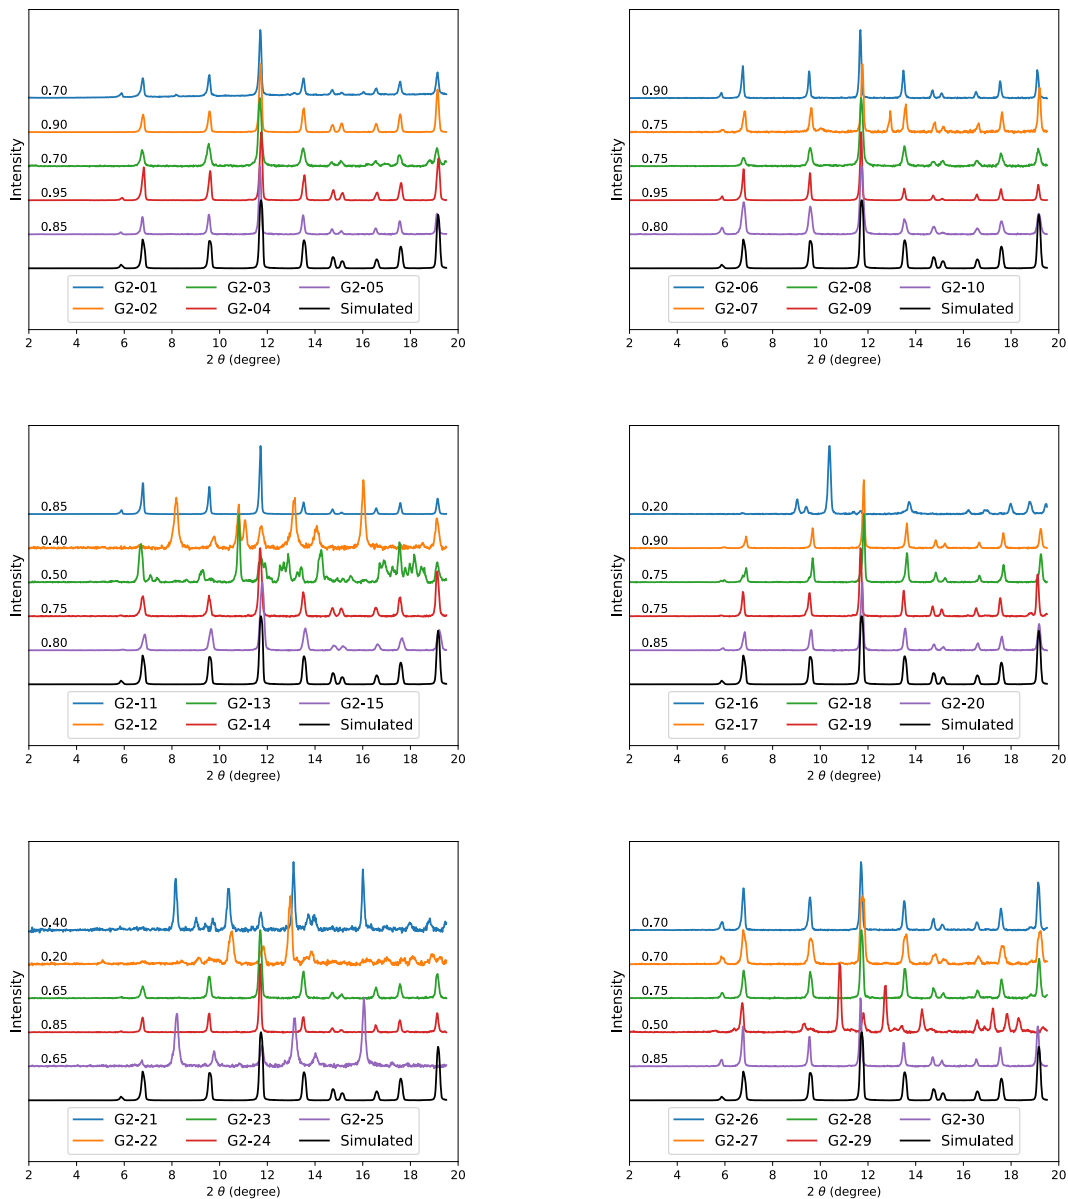 Intensity
0.70
0.90
0.70
0.95
0.85
G2-01 G2-03 G2-05
G2-02 G2-04 Simulated
2 4 6 8 10 12 14 16 18 20
2 θ (degree)
Intensity
0.90
0.75
0.75
0.95
0.80
G2-06 G2-08 G2-10
G2-07 G2-09 Simulated
2 4 6 8 10 12 14 16 18 20
2 θ (degree)
Intensity
0.85
0.40
0.50
0.75
0.80
G2-11 G2-13 G2-15
G2-12 G2-14 Simulated
2 4 6 8 10 12 14 16 18 20
2 θ (degree)
Intensity
0.20
0.90
0.75
0.75
0.85
G2-16 G2-18 G2-20
G2-17 G2-19 Simulated
2 4 6 8 10 12 14 16 18 20
2 θ (degree)
Intensity
0.40
0.20
0.65
0.85
0.65
G2-21 G2-23 G2-25
G2-22 G2-24 Simulated
2 4 6 8 10 12 14 16 18 20
2 θ (degree)
Intensity
0.70
0.70
0.75
0.50
0.85
G2-26 G2-28 G2-30
G2-27 G2-29 Simulated
2 4 6 8 10 12 14 16 18 20
2 θ (degree)